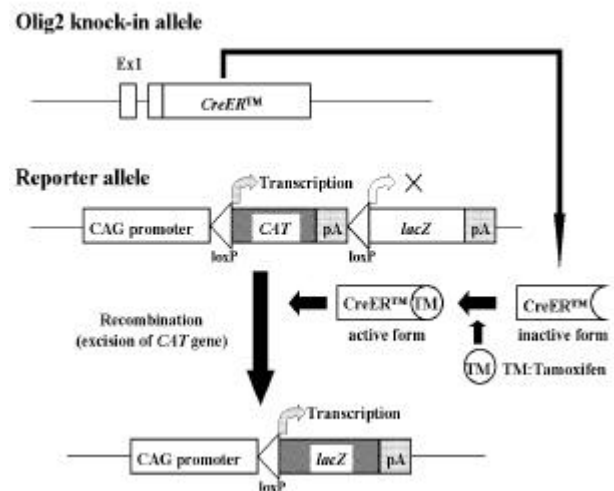 Olig2 knock-in allele
Ex1
CreER™
Reporter allele
Transcription
CAG promoter
CAT
pA
lacZ
pA
loxP
loxP
Recombination
(excision of CAT gene)
CreER™
TM
active form
CreER™
inactive form
TM
TM:Tamoxifen
Transcription
CAG promoter
lacZ
pA
loxP